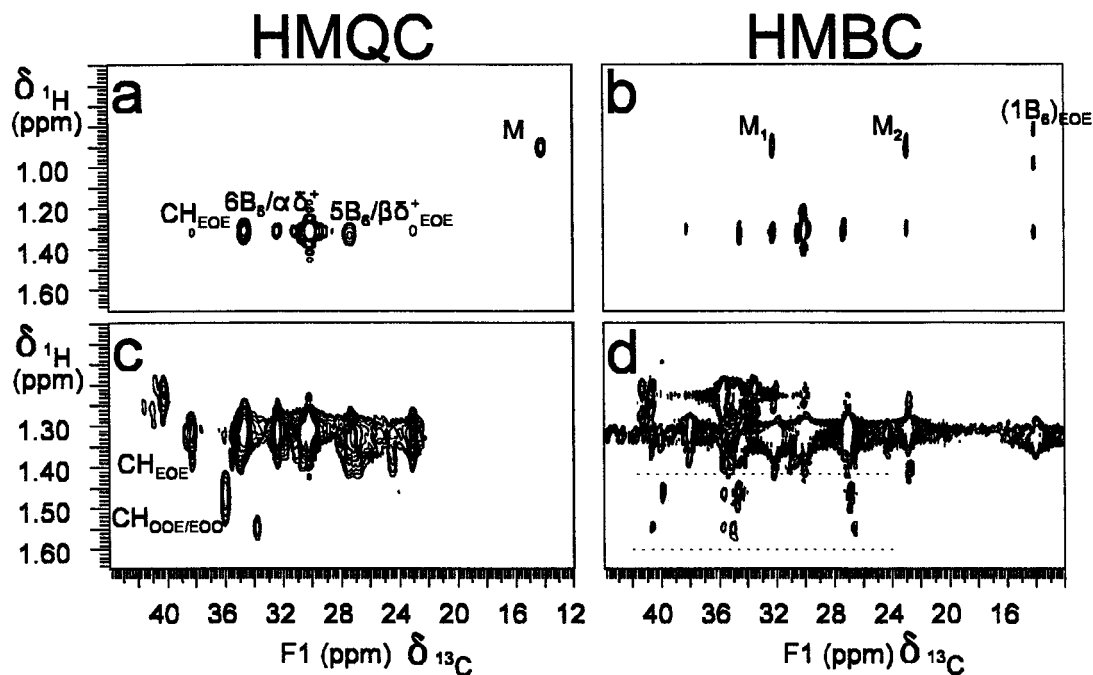 HMQC HMBC
a b
δ 1H
(ppm)
1.00
1.20
1.40
1.60
M
CHEOE
6B6/αδ+
5B6/βδ+EOE
M1
M2
(1B6)EOE
c d
δ 1H
(ppm)
1.30
1.40
1.50
1.60
CHEOE
CHOOE/EOO
40 36 32 28 24 20 16 12
40 36 32 28 24 20 16
F1 (ppm) δ 13C
F1 (ppm) δ 13C